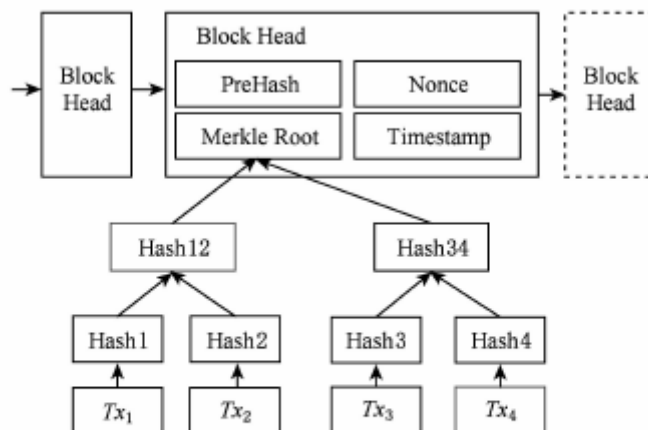 Block Head
Block
Head
PreHash
Nonce
Merkle Root
Timestamp
Block
Head
Hash12
Hash34
Hash1
Hash2
Hash3
Hash4
Tx1
Tx2
Tx3
Tx4